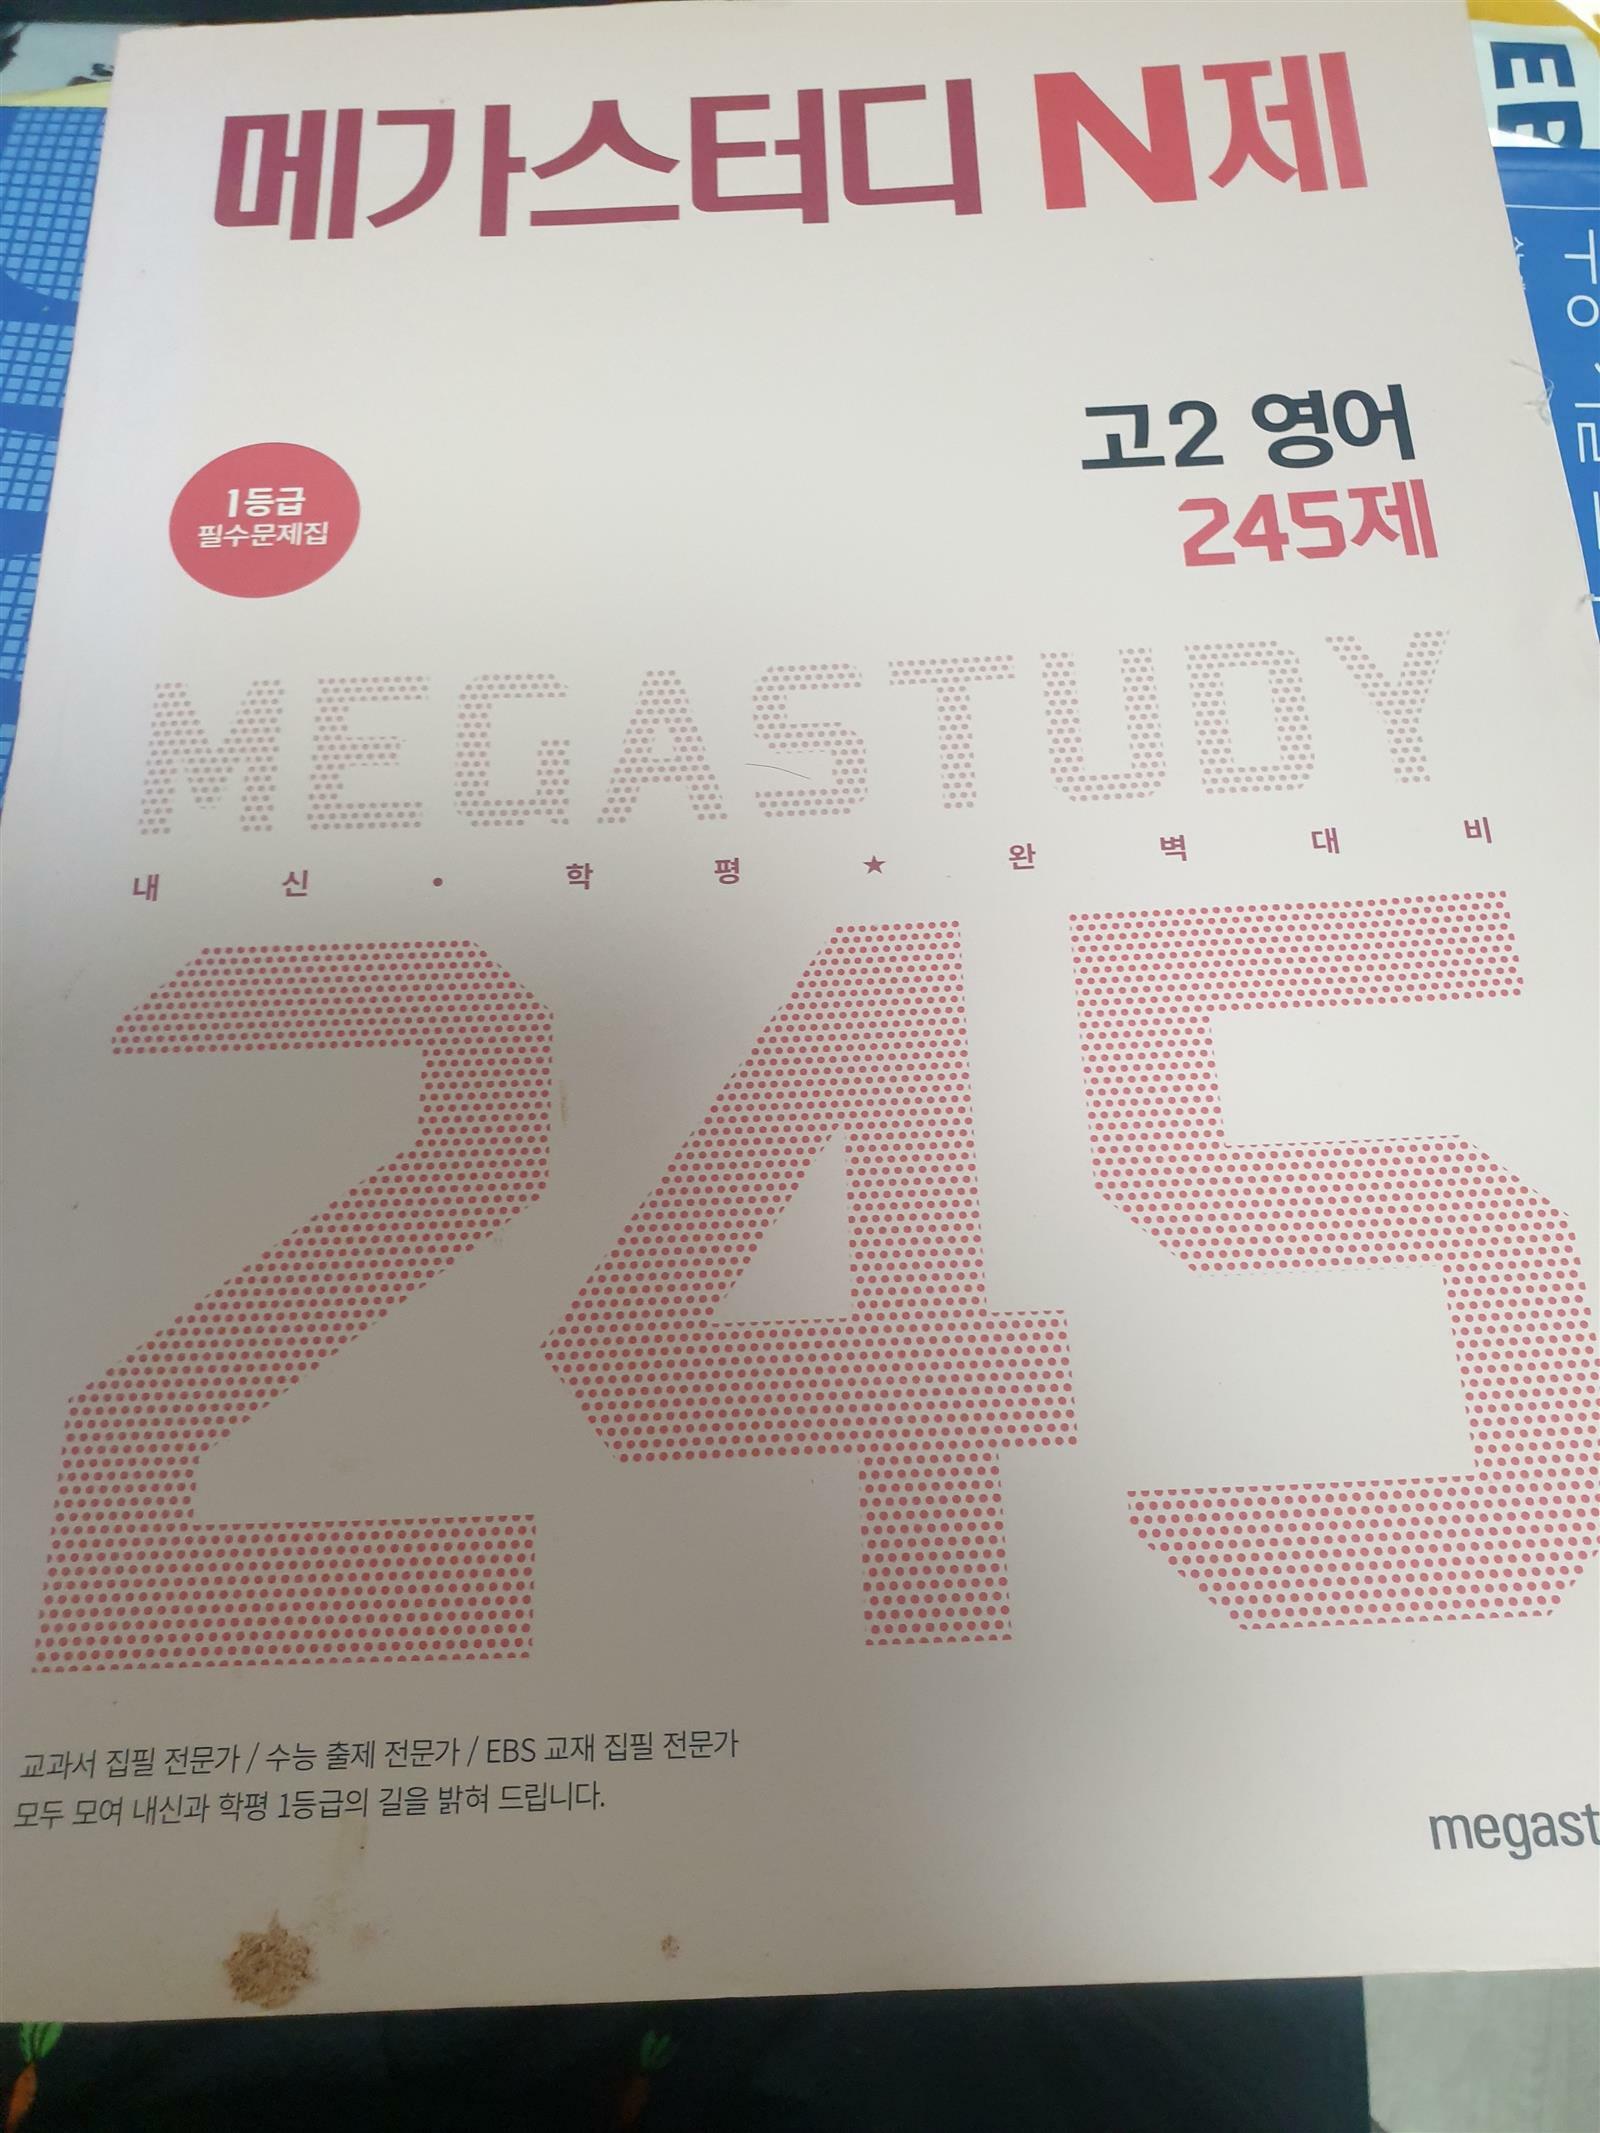 메가스터디 N제
고2 영어
245제
1등급
필수문제집
MEGASTUDY
내신•학평★완벽대비
245
교과서 집필 전문가 / 수능 출제 전문가 / EBS 교재 집필 전문가
모두 모여 내신과 학평 1등급의 길을 밝혀 드립니다.
megast